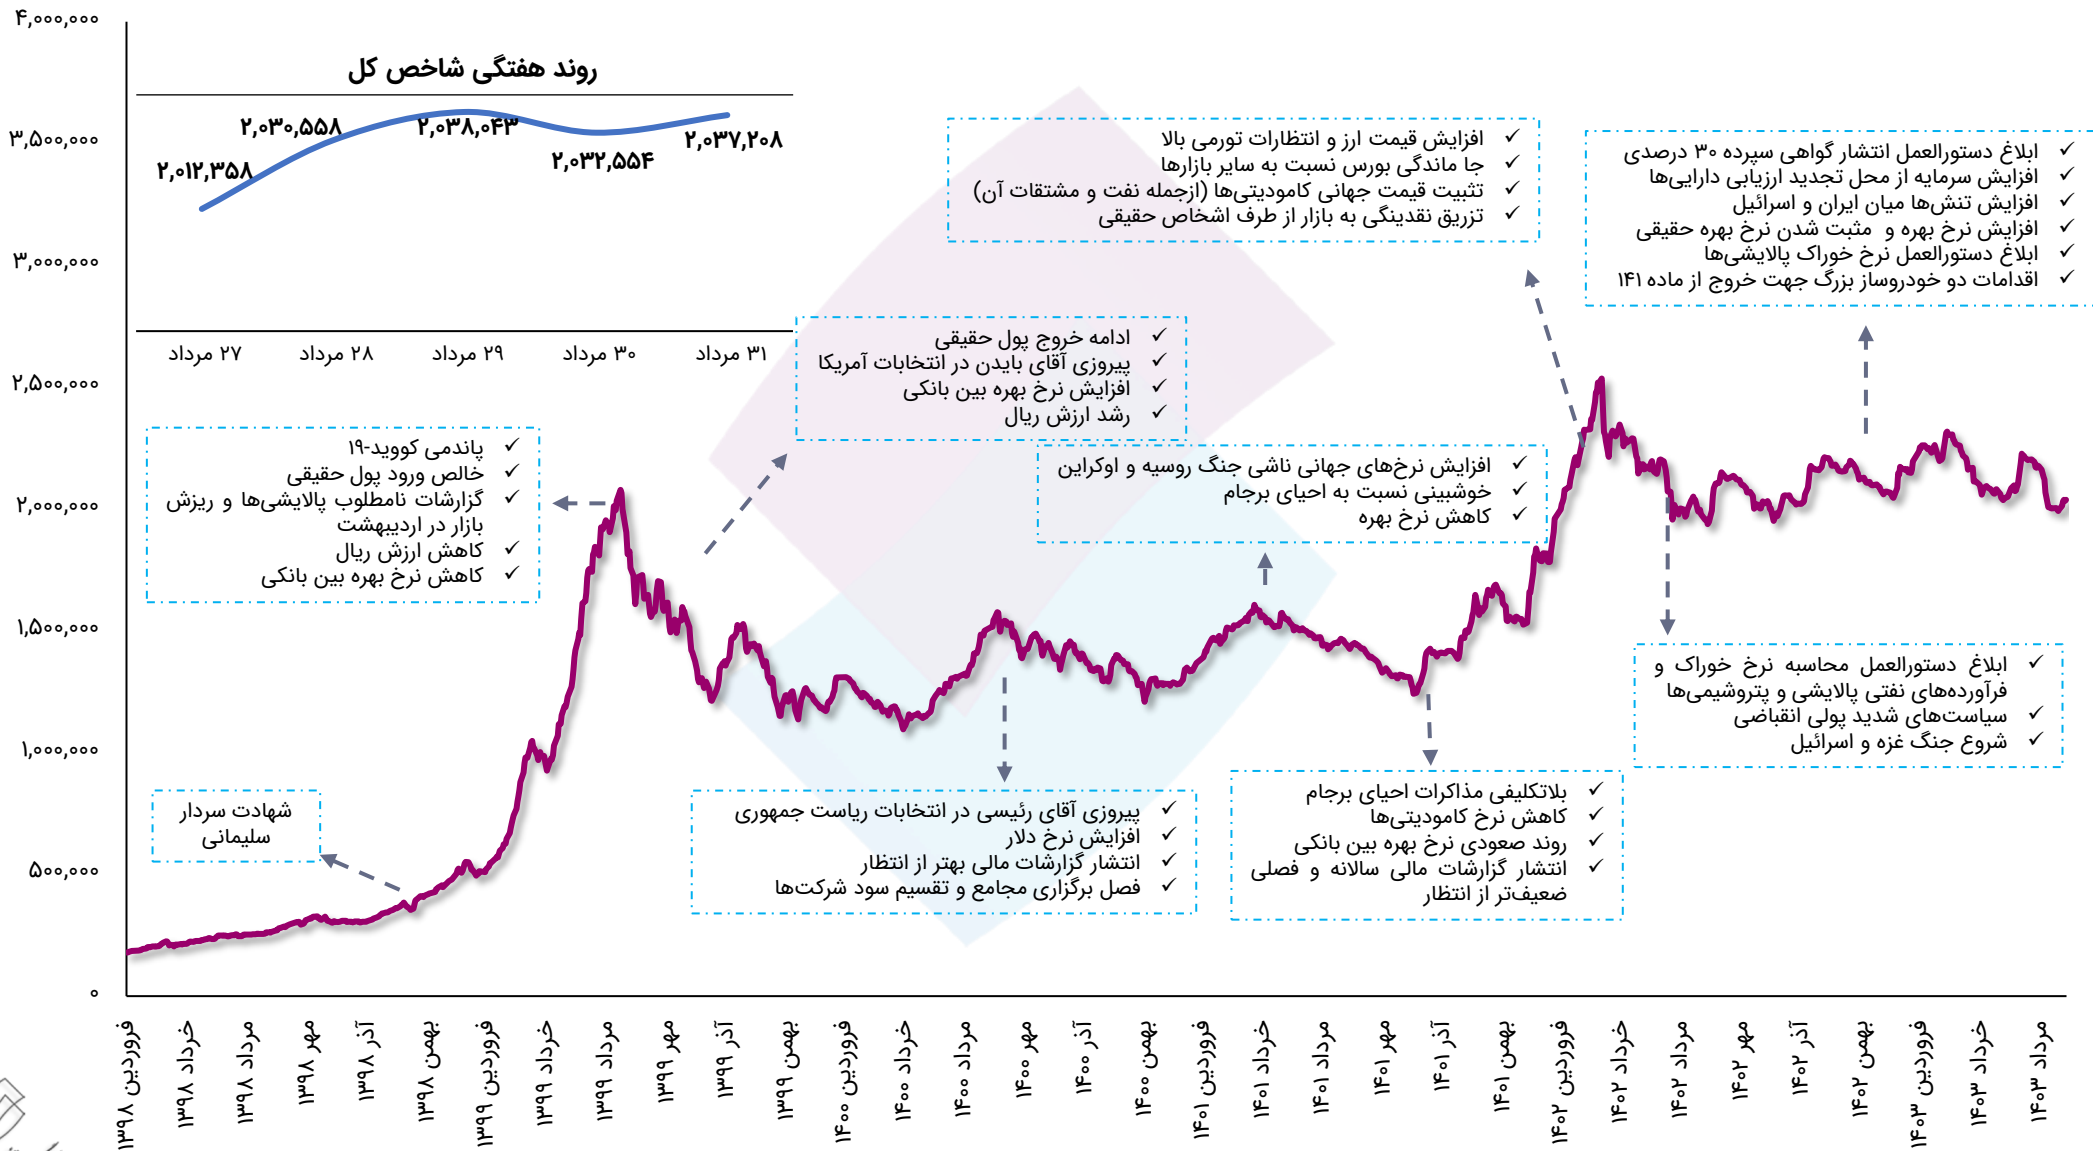 ۴,۰۰۰,۰۰۰
۳,۵۰۰,۰۰۰
۳,۰۰۰,۰۰۰
۲,۵۰۰,۰۰۰
۲,۰۰۰,۰۰۰
۱,۵۰۰,۰۰۰
۱,۰۰۰,۰۰۰
۵۰۰,۰۰۰
۰
روند هفتگی شاخص کل
۲,۰۱۲,۳۵۸
۲,۰۳۰,۵۵۸
۲,۰۳۸,۰۴۳
۲,۰۳۲,۵۵۴
۲,۰۳۷,۲۰۸
۲۷ مرداد
۲۸ مرداد
۲۹ مرداد
۳۰ مرداد
۳۱ مرداد
✓ افزایش قیمت ارز و انتظارات تورمی بالا
✓ جا ماندگی بورس نسبت به سایر بازارها
✓ تثبیت قیمت جهانی کامودیتی‌ها (ازجمله نفت و مشتقات آن)
✓ تزریق نقدینگی به بازار از طرف اشخاص حقیقی
✓ ابلاغ دستورالعمل انتشار گواهی سپرده ۳۰ درصدی
✓ افزایش سرمایه از محل تجدید ارزیابی دارایی‌ها
✓ افزایش تنش‌ها میان ایران و اسرائیل
✓ افزایش نرخ بهره و مثبت شدن نرخ بهره حقیقی
✓ ابلاغ دستورالعمل نرخ خوراک پالایشی‌ها
✓ اقدامات دو خودروساز بزرگ جهت خروج از ماده ۱۴۱
✓ ادامه خروج پول حقیقی
✓ پیروزی آقای بایدن در انتخابات آمریکا
✓ افزایش نرخ بهره بین بانکی
✓ رشد ارزش ریال
✓ پاندمی کووید-۱۹
✓ خالص ورود پول حقیقی
✓ گزارشات نامطلوب پالایشی‌ها و ریزش
بازار در اردیبهشت
✓ کاهش ارزش ریال
✓ کاهش نرخ بهره بین بانکی
✓ افزایش نرخ‌های جهانی ناشی جنگ روسیه و اوکراین
✓ خوشبینی نسبت به احیای برجام
✓ کاهش نرخ بهره
✓ ابلاغ دستورالعمل محاسبه نرخ خوراک و
فرآورده‌های نفتی پالایشی و پتروشیمی‌ها
✓ سیاست‌های شدید پولی انقباضی
✓ شروع جنگ غزه و اسرائیل
شهادت سردار
سلیمانی
✓ پیروزی آقای رئیسی در انتخابات ریاست جمهوری
✓ افزایش نرخ دلار
✓ انتشار گزارشات مالی بهتر از انتظار
✓ فصل برگزاری مجامع و تقسیم سود شرکت‌ها
✓ بلاتکلیفی مذاکرات احیای برجام
✓ کاهش نرخ کامودیتی‌ها
✓ روند صعودی نرخ بهره بین بانکی
✓ انتشار گزارشات مالی سالانه و فصلی
ضعیف‌تر از انتظار
فروردین ۱۳۹۸
خرداد ۱۳۹۸
مرداد ۱۳۹۸
مهر ۱۳۹۸
آذر ۱۳۹۸
بهمن ۱۳۹۸
فروردین ۱۳۹۹
خرداد ۱۳۹۹
مرداد ۱۳۹۹
مهر ۱۳۹۹
آذر ۱۳۹۹
بهمن ۱۳۹۹
فروردین ۱۴۰۰
خرداد ۱۴۰۰
مرداد ۱۴۰۰
مهر ۱۴۰۰
آذر ۱۴۰۰
بهمن ۱۴۰۰
فروردین ۱۴۰۱
خرداد ۱۴۰۱
مرداد ۱۴۰۱
مهر ۱۴۰۱
آذر ۱۴۰۱
بهمن ۱۴۰۱
فروردین ۱۴۰۲
خرداد ۱۴۰۲
مرداد ۱۴۰۲
مهر ۱۴۰۲
آذر ۱۴۰۲
بهمن ۱۴۰۲
فروردین ۱۴۰۳
خرداد ۱۴۰۳
مرداد ۱۴۰۳